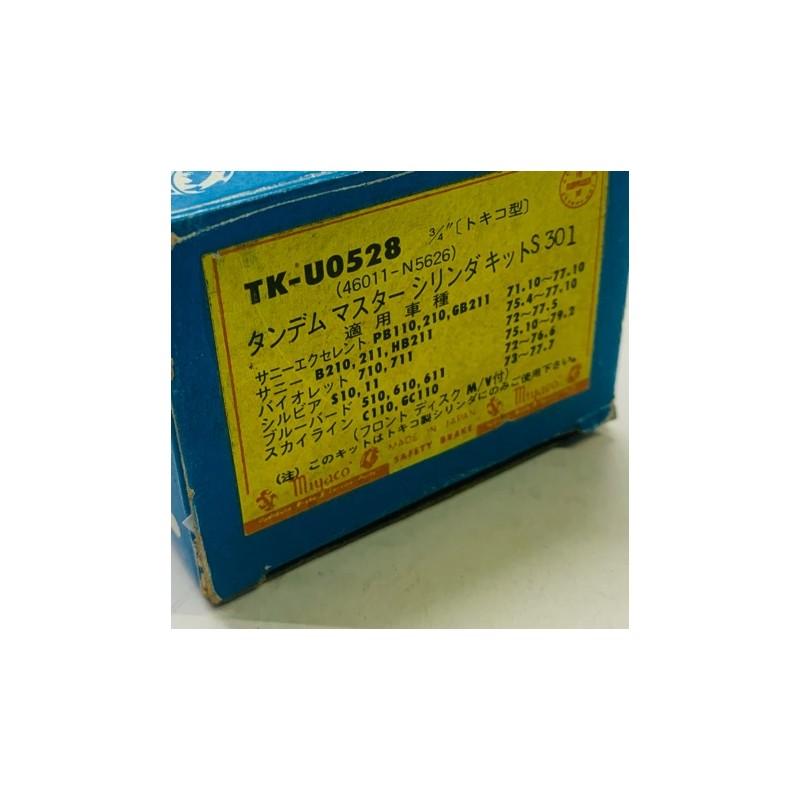 TK-U0528 3/4" [トキコ型]
(46011-N5626)
タンデム マスター シリンダ キット S 301
適用車種
サニーエクセレント PB110,210,GB211 71.10~77.10
サニー B210,211,HB211 75.4~77.10
バイオレット 710,711 72~77.5
シルビア S10,11 75.10~79.2
ブルーバード 510,610,611 72~76.6
スカイライン C110,GC110 73~77.7
(フロント ディスク M/V付)
(注) このキットはトキコ製シリンダにのみご使用下さい。
Miyaco MADE IN JAPAN Miyaco
SAFETY BRAKE